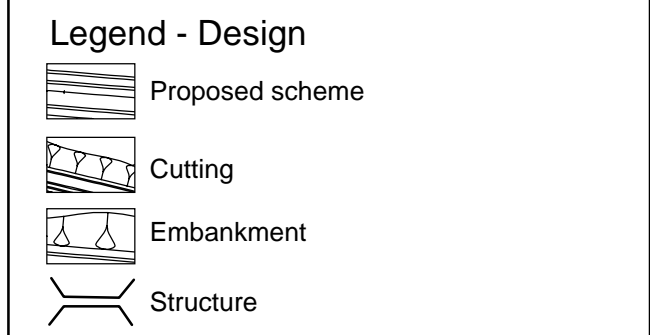 Legend - Design
Proposed scheme
Cutting
Embankment
Structure